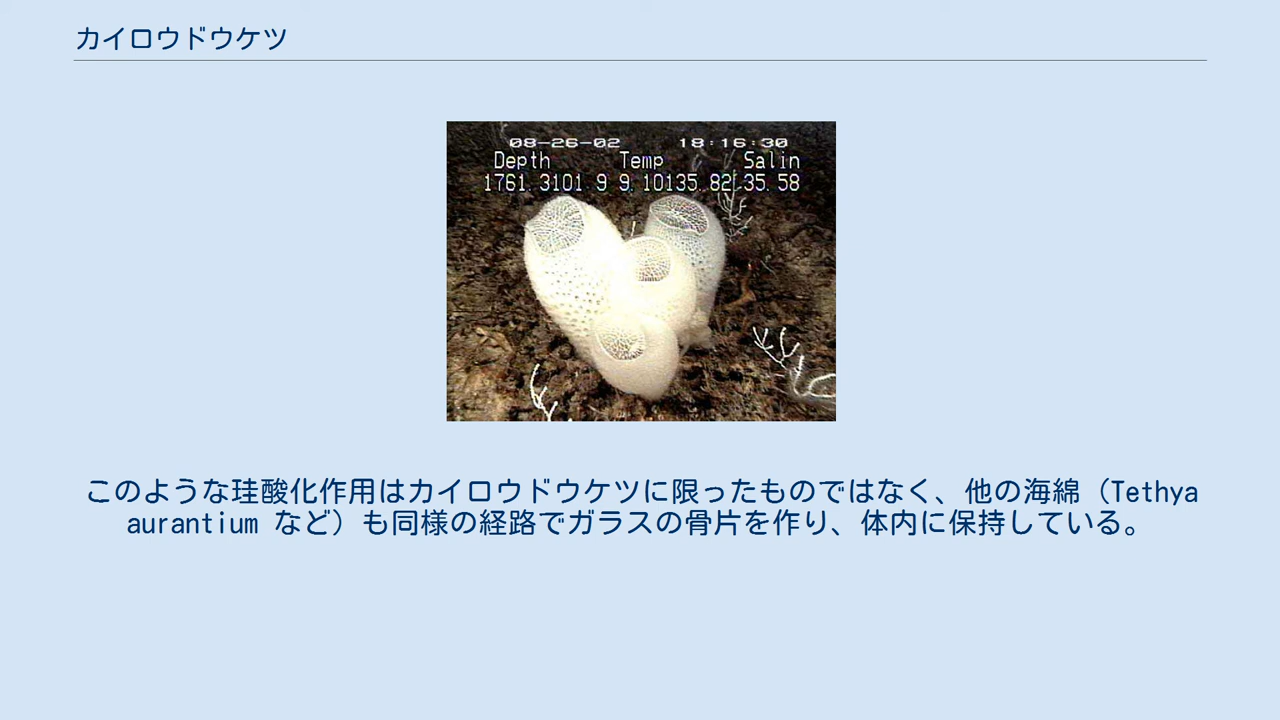 カイロウドウケツ
08-26-02 18:16:30
Depth Temp Salin
1761.3101 9 9.10135.82 35.58
このような珪酸化作用はカイロウドウケツに限ったものではなく、他の海綿（Tethya
aurantium など）も同様の経路でガラスの骨片を作り、体内に保持している。